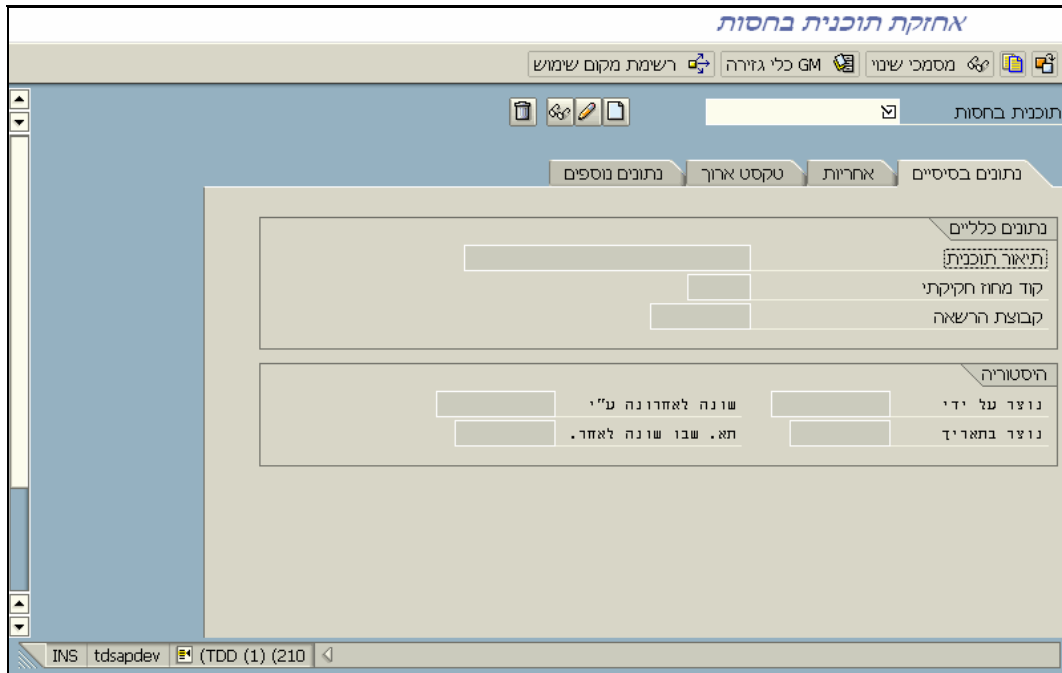 אחזקת תוכנית בחסות
מסמכי שינוי GM כלי גזירה רשימת מקום שימוש
תוכנית בחסות
נתונים בסיסיים אחריות טקסט ארוך נתונים נוספים
נתונים כלליים
תיאור תוכנית
קוד מחוז חקיקתי
קבוצת הרשאה
היסטוריה
נוצר על ידי שונה לאחרונה ע"י
נוצר בתאריך תא. שבו שונה לאחר.
INS tdsapdev (TDD (1) (210